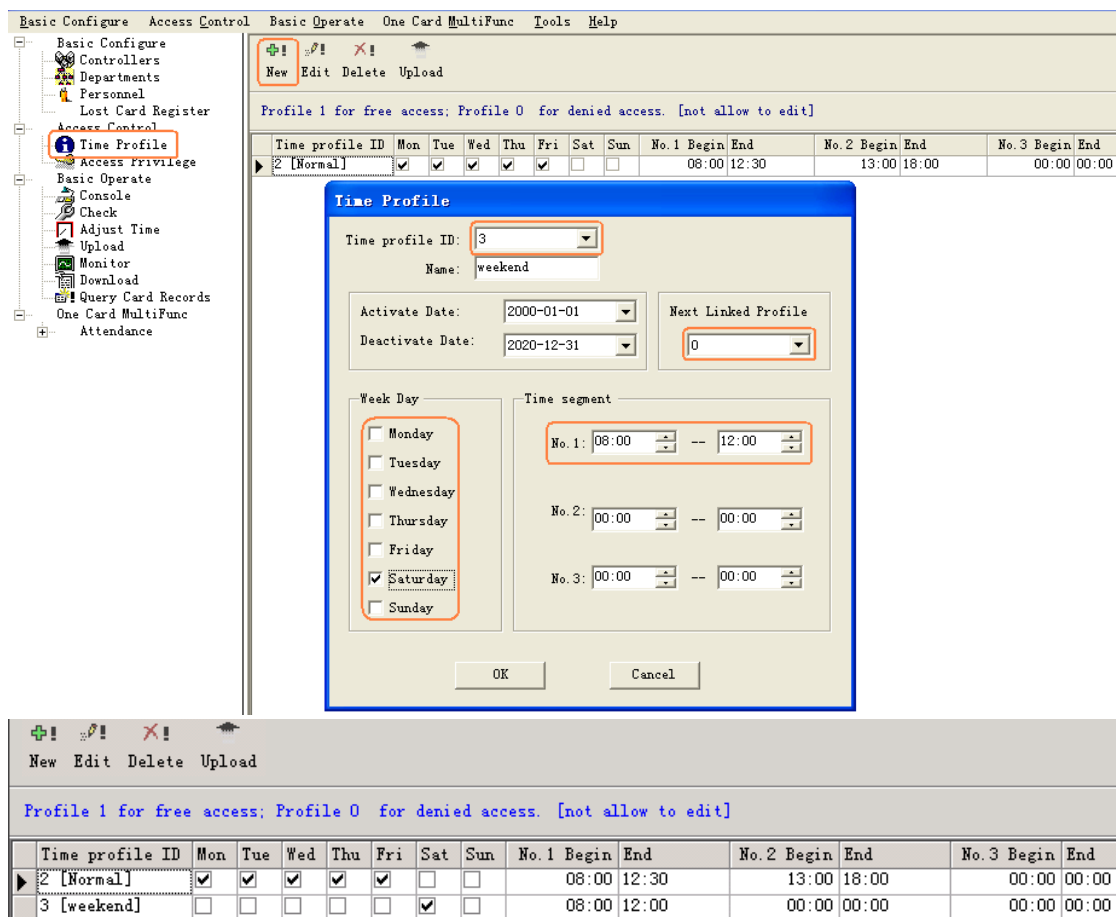 Basic Configure Access Control Basic Operate One Card MultiFunc Tools Help
Basic Configure
Controllers
Departments
Personnel
Lost Card Register
Access Control
Time Profile
Access Privilege
Basic Operate
Console
Check
Adjust Time
Upload
Monitor
Download
Query Card Records
One Card MultiFunc
Attendance
New Edit Delete Upload
Profile 1 for free access; Profile 0 for denied access. [not allow to edit]
Time profile ID Mon Tue Wed Thu Fri Sat Sun No.1 Begin End No.2 Begin End No.3 Begin End
2 [Normal] 08:00 12:30 13:00 18:00 00:00 00:00
Time Profile
Time profile ID: 3
Name: weekend
Activate Date: 2000-01-01
Deactivate Date: 2020-12-31
Next Linked Profile
0
Week Day
Monday
Tuesday
Wednesday
Thursday
Friday
Saturday
Sunday
Time segment
No.1: 08:00 -- 12:00
No.2: 00:00 -- 00:00
No.3: 00:00 -- 00:00
OK Cancel
New Edit Delete Upload
Profile 1 for free access; Profile 0 for denied access. [not allow to edit]
Time profile ID Mon Tue Wed Thu Fri Sat Sun No.1 Begin End No.2 Begin End No.3 Begin End
2 [Normal] 08:00 12:30 13:00 18:00 00:00 00:00
3 [weekend] 08:00 12:00 00:00 00:00 00:00 00:00